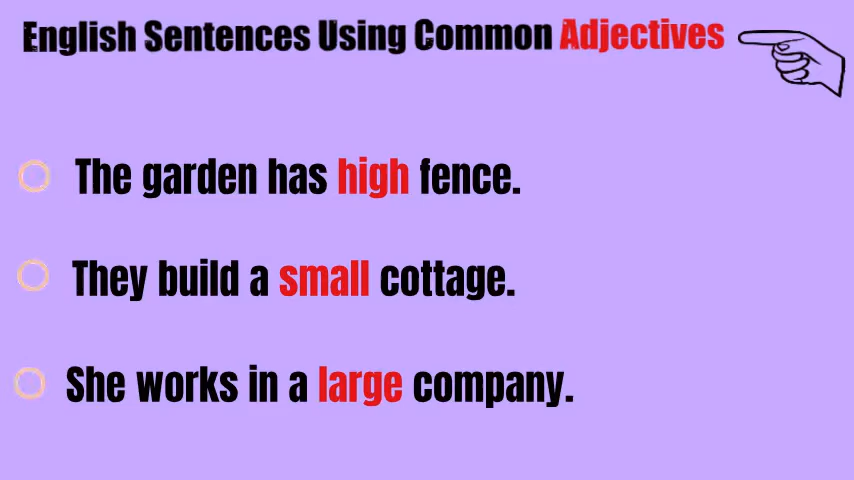 English Sentences Using Common Adjectives
The garden has high fence.
They build a small cottage.
She works in a large company.